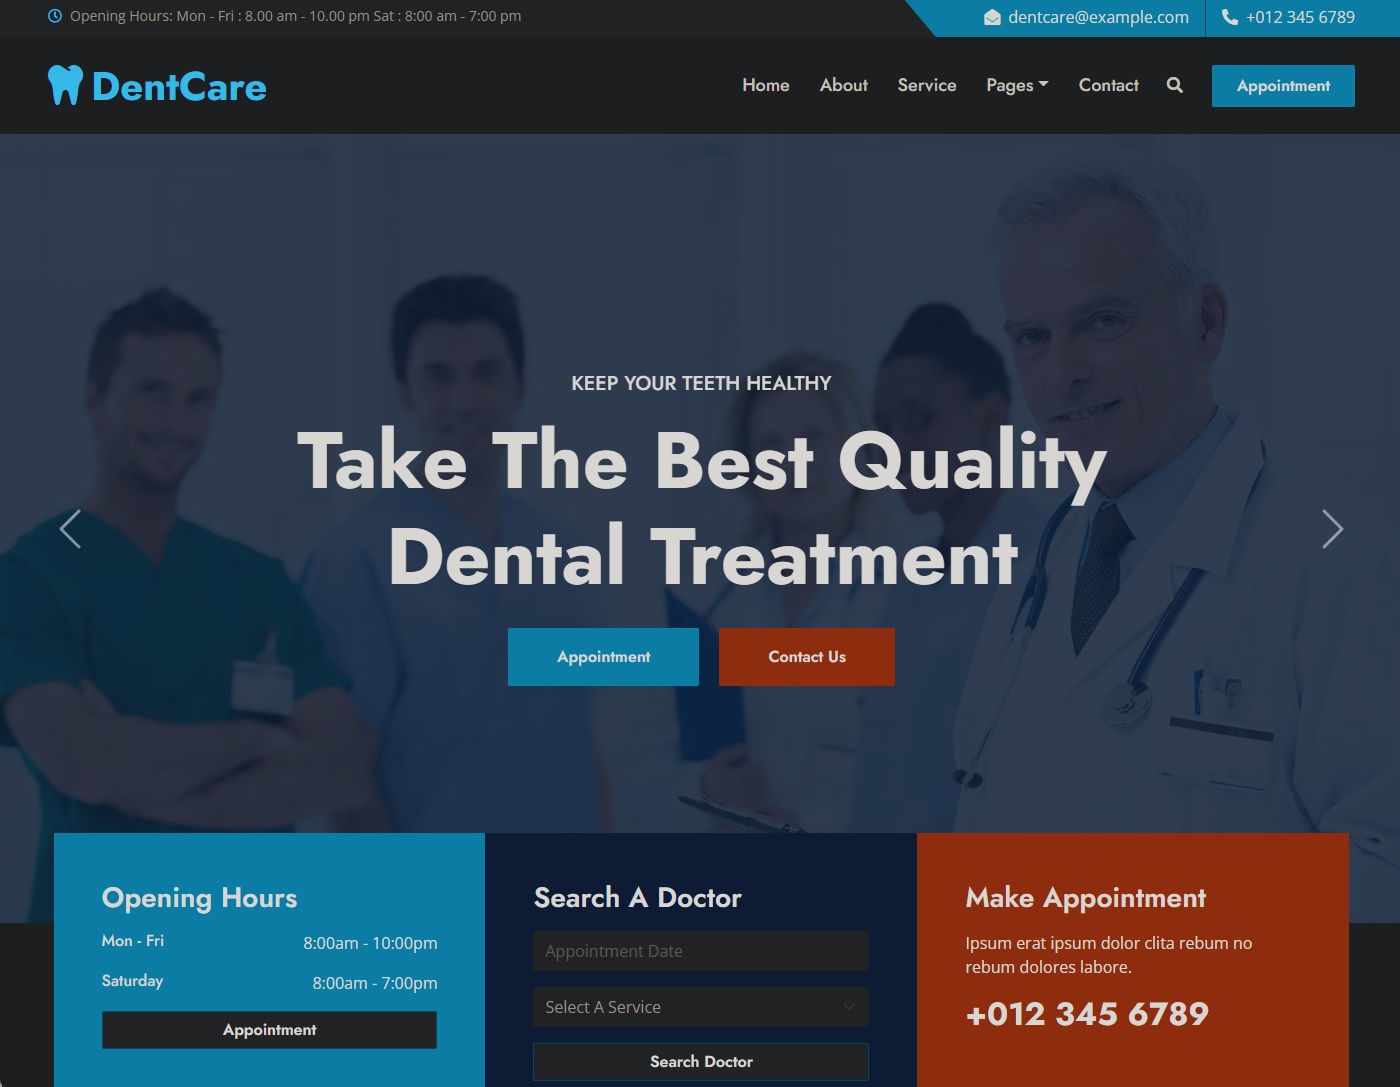 Opening Hours: Mon - Fri : 8.00 am - 10.00 pm Sat : 8:00 am - 7:00 pm
dentcare@example.com
+012 345 6789
DentCare
Home About Service Pages Contact Appointment
KEEP YOUR TEETH HEALTHY
Take The Best Quality
Dental Treatment
Appointment Contact Us
Opening Hours
Mon - Fri 8:00am - 10:00pm
Saturday 8:00am - 7:00pm
Appointment
Search A Doctor
Appointment Date
Select A Service
Search Doctor
Make Appointment
Ipsum erat ipsum dolor clita rebum no
rebum dolores labore.
+012 345 6789